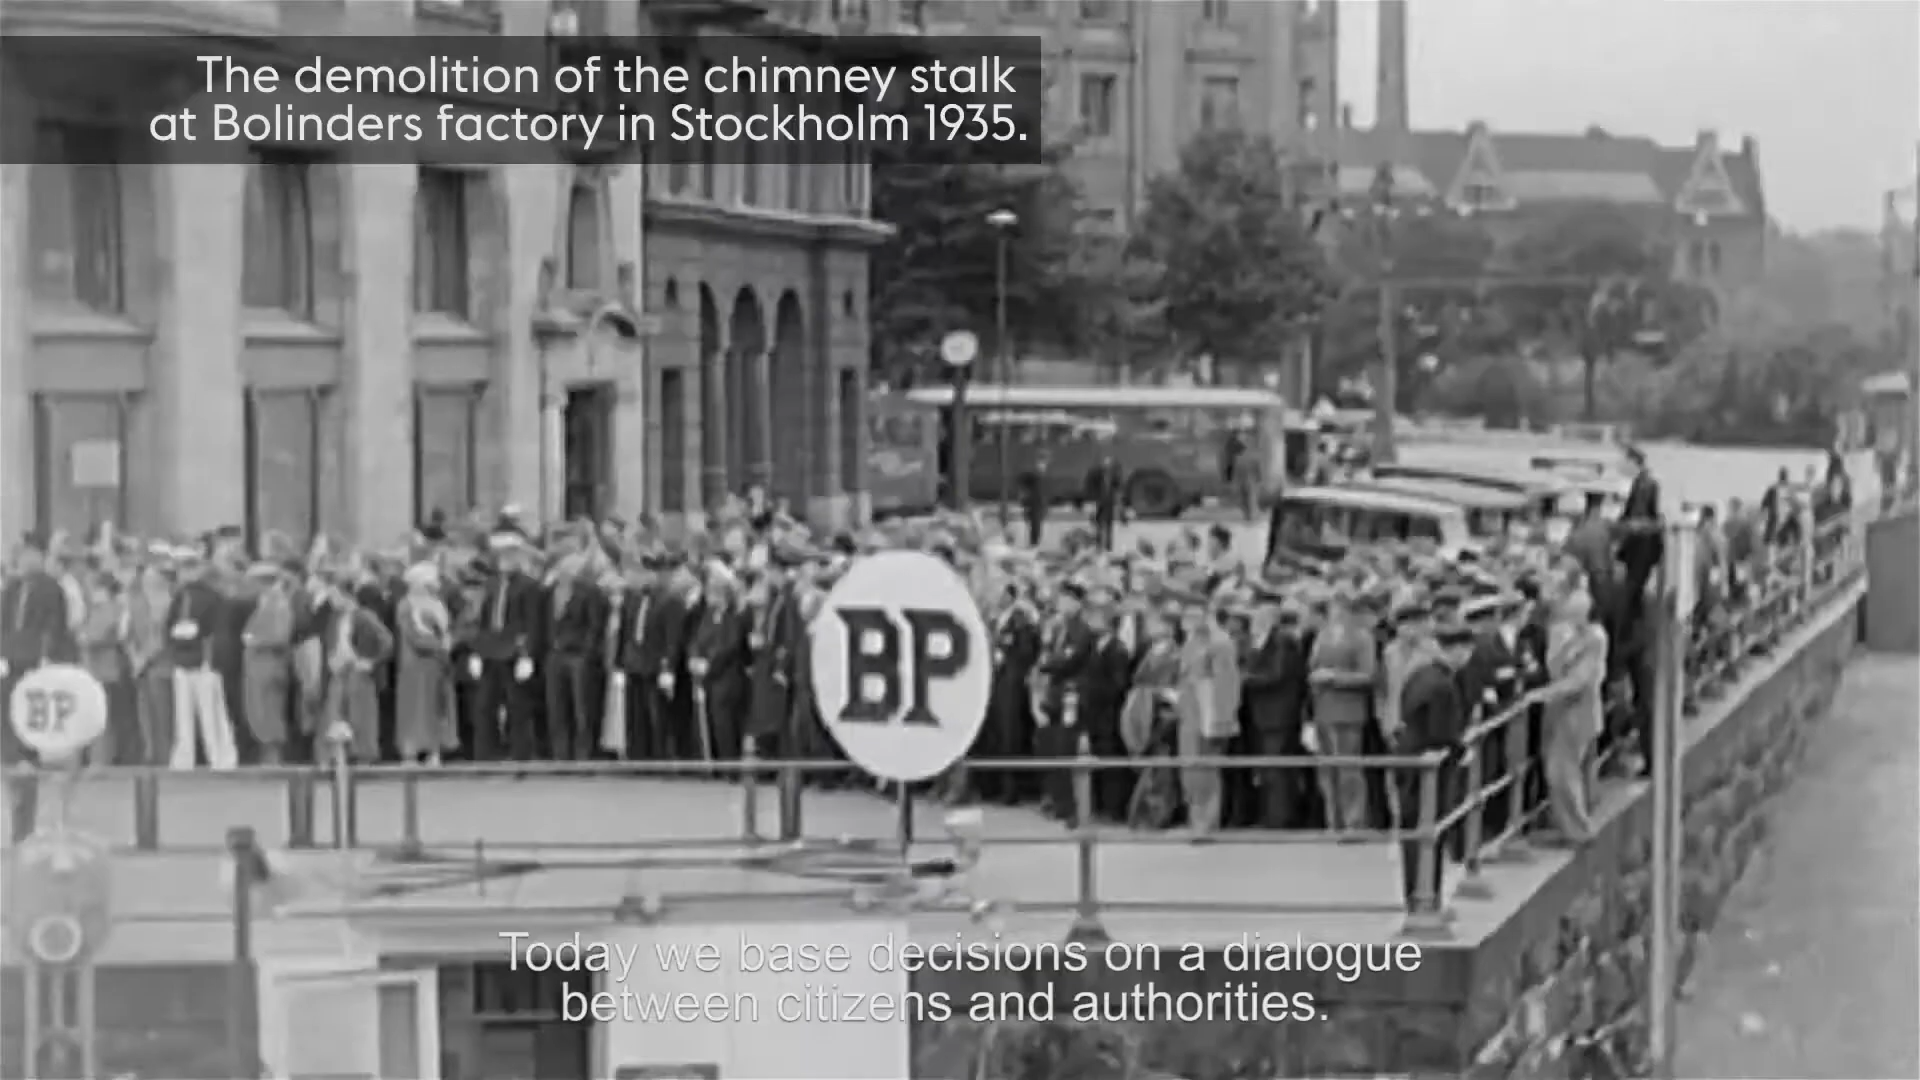 The demolition of the chimney stalk
at Bolinders factory in Stockholm 1935.
BP
BP
Today we base decisions on a dialogue
between citizens and authorities.